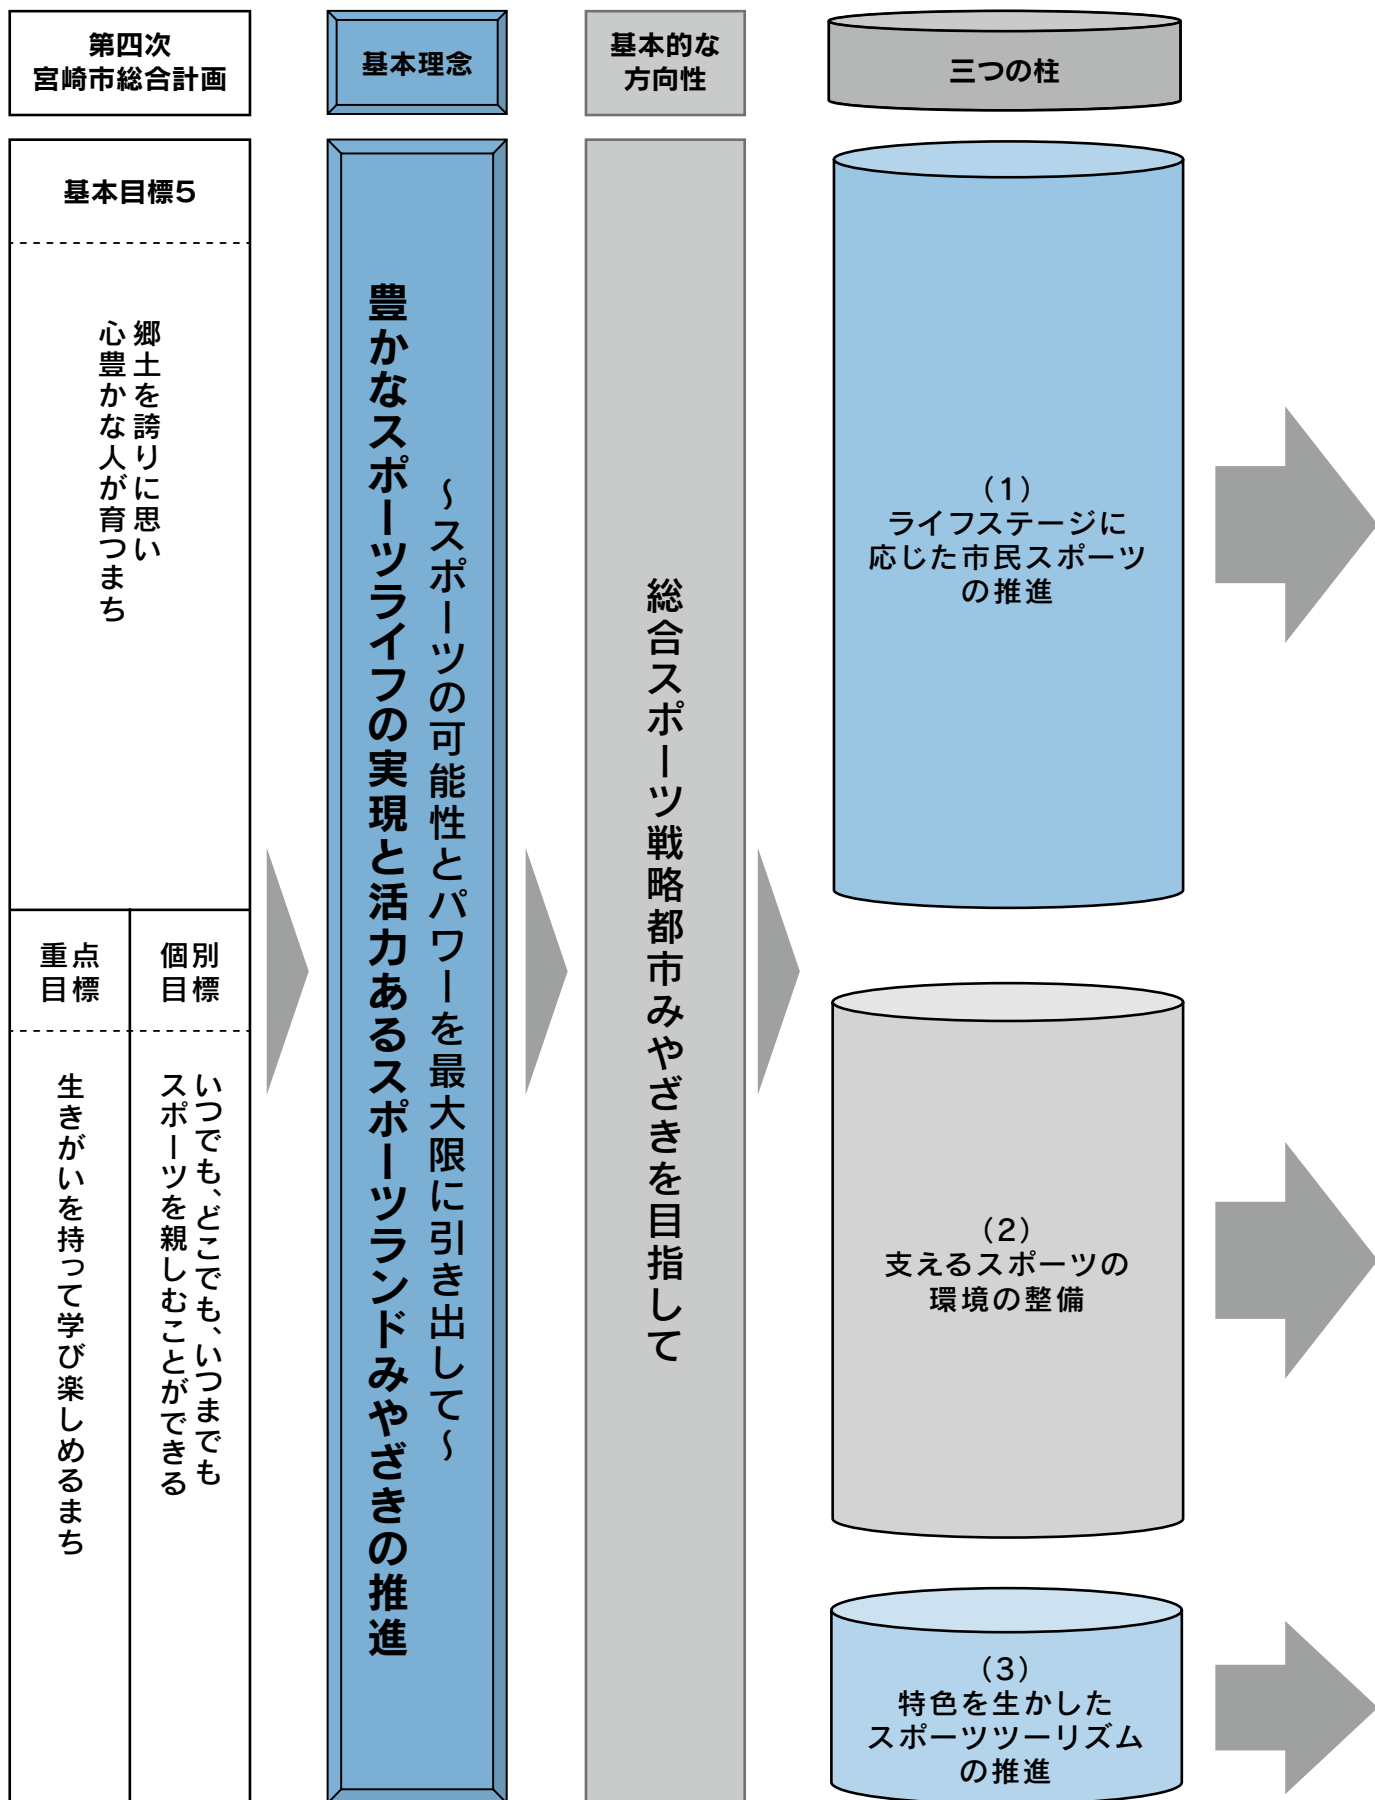 第四次
宮崎市総合計画
基本理念
基本的な
方向性
三つの柱
基本目標5
郷土を誇りに思い
心豊かな人が育つまち
重点
目標
個別
目標
生きがいを持って学び楽しめるまち
いつでも、どこでも、いつまでも
スポーツを親しむことができる
豊かなスポーツライフの実現と活力あるスポーツランドみやざきの推進
～スポーツの可能性とパワーを最大限に引き出して～
総合スポーツ戦略都市みやざきを目指して
（1）
ライフステージに
応じた市民スポーツ
の推進
（2）
支えるスポーツの
環境の整備
（3）
特色を生かした
スポーツツーリズム
の推進